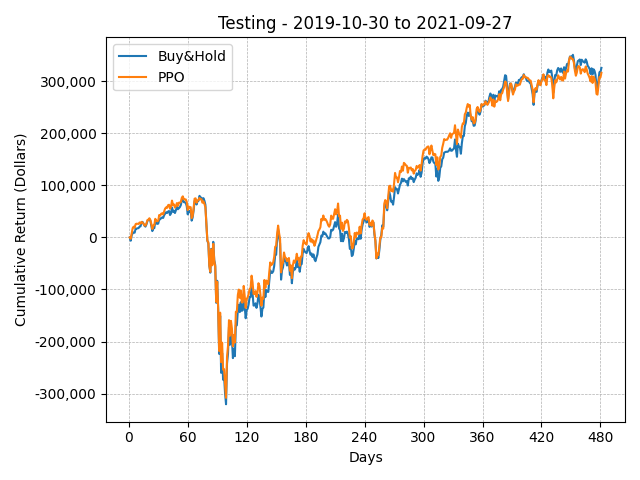 Testing - 2019-10-30 to 2021-09-27
Buy&Hold
PPO
Cumulative Return (Dollars)
300,000
200,000
100,000
0
-100,000
-200,000
-300,000
0 60 120 180 240 300 360 420 480
Days